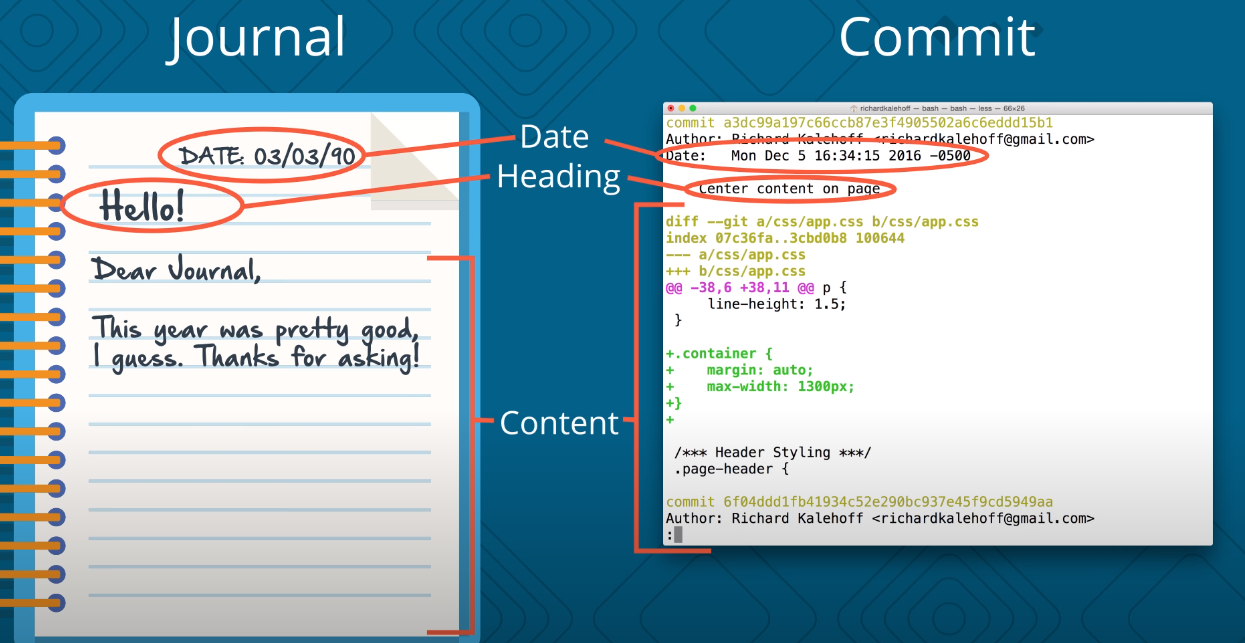 Journal
Commit
DATE: 03/03/90
Hello!
Dear Journal,
This year was pretty good,
I guess. Thanks for asking!
Date
Heading
Content
richardkalehoff — bash — bash — less — 66×26
commit a3dc99a197c66ccb87e3f4905502a6c6eddd15b1
Author: Richard Kalehoff <richardkalehoff@gmail.com>
Date:   Mon Dec 5 16:34:15 2016 -0500
    Center content on page
diff --git a/css/app.css b/css/app.css
index 07c36fa..3cbd0b8 100644
--- a/css/app.css
+++ b/css/app.css
@@ -38,6 +38,11 @@ p {
     line-height: 1.5;
 }
+.container {
+    margin: auto;
+    max-width: 1300px;
+}
+
 /*** Header Styling ***/
 .page-header {
commit 6f04ddd1fb41934c52e290bc937e45f9cd5949aa
Author: Richard Kalehoff <richardkalehoff@gmail.com>
: